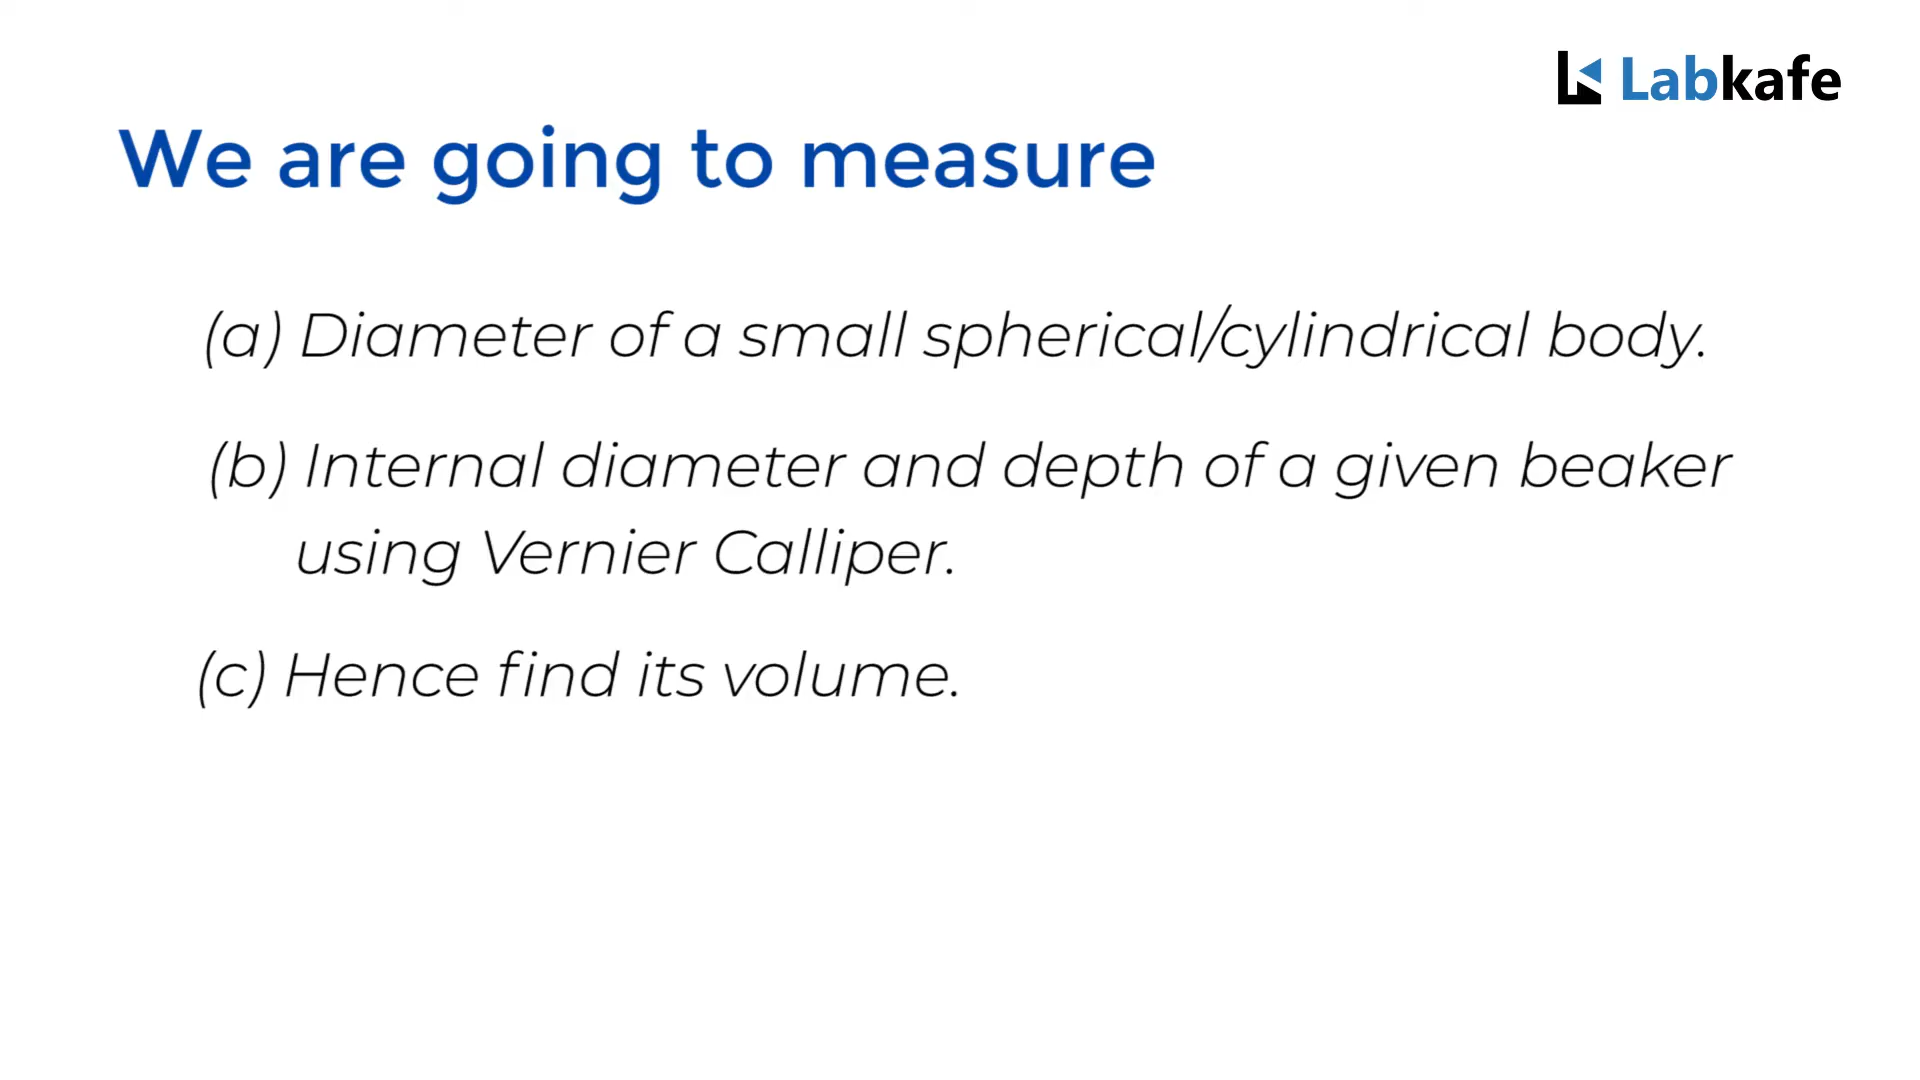 Labkafe
We are going to measure
(a) Diameter of a small spherical/cylindrical body.
(b) Internal diameter and depth of a given beaker
using Vernier Calliper.
(c) Hence find its volume.